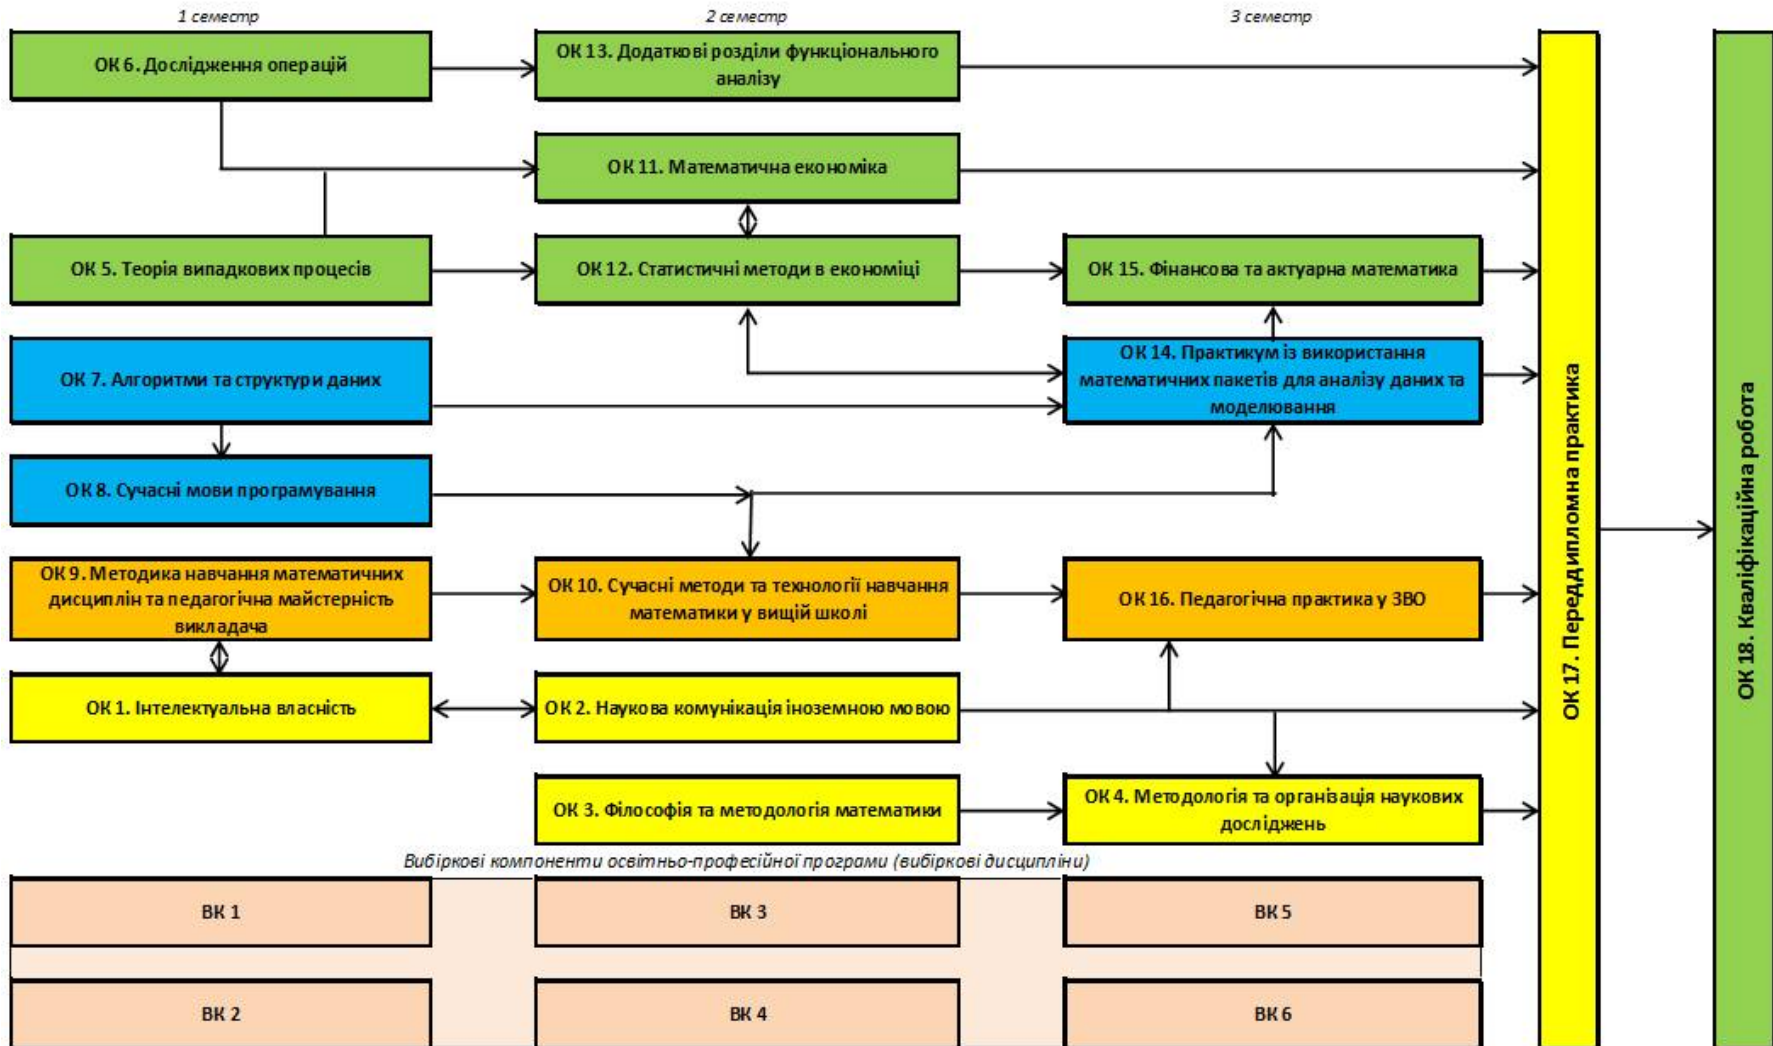 1 семестр
2 семестр
3 семестр
ОК 6. Дослідження операцій
ОК 13. Додаткові розділи функціонального
аналізу
ОК 11. Математична економіка
ОК 5. Теорія випадкових процесів
ОК 12. Статистичні методи в економіці
ОК 15. Фінансова та актуарна математика
ОК 7. Алгоритми та структури даних
ОК 14. Практикум із використання
математичних пакетів для аналізу даних та
моделювання
ОК 8. Сучасні мови програмування
ОК 9. Методика навчання математичних
дисциплін та педагогічна майстерність
викладача
ОК 10. Сучасні методи та технології навчання
математики у вищій школі
ОК 16. Педагогічна практика у ЗВО
ОК 1. Інтелектуальна власність
ОК 2. Наукова комунікація іноземною мовою
ОК 3. Філософія та методологія математики
ОК 4. Методологія та організація наукових
досліджень
ОК 17. Переддипломна практика
ОК 18. Кваліфікаційна робота
Вибіркові компоненти освітньо-професійної програми (вибіркові дисципліни)
ВК 1
ВК 3
ВК 5
ВК 2
ВК 4
ВК 6